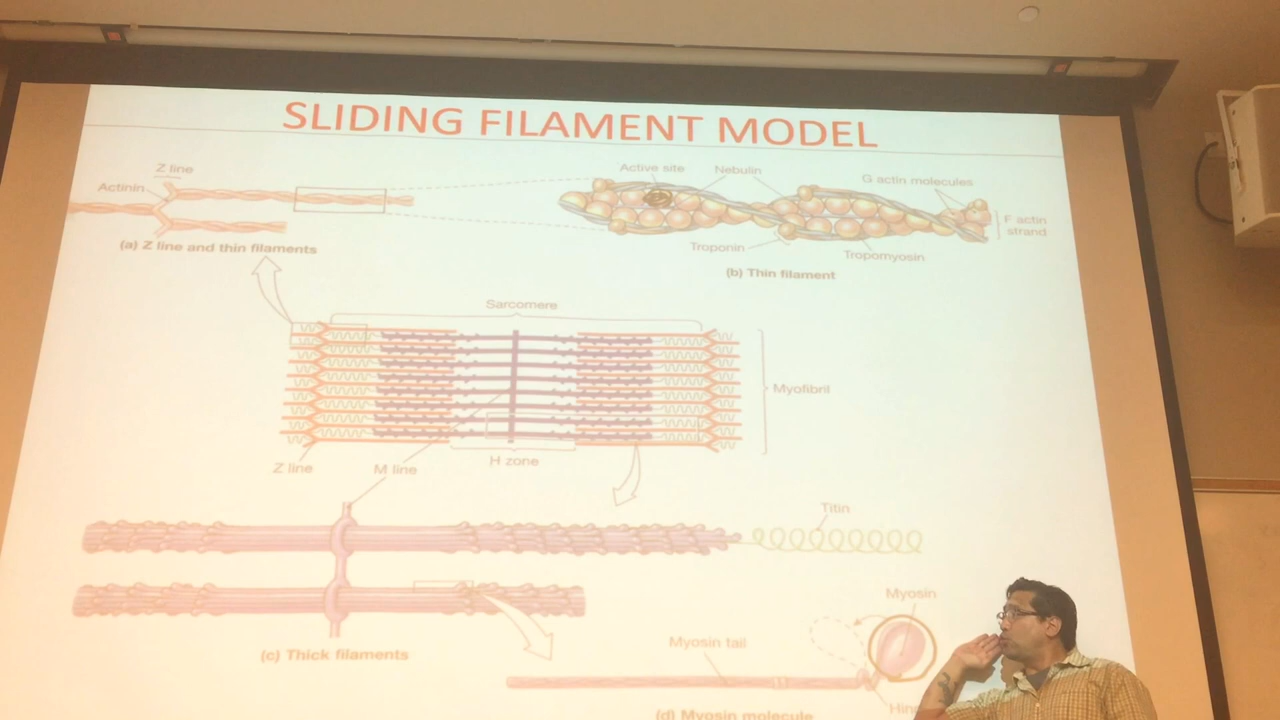 SLIDING FILAMENT MODEL
Z line
Actinin
(a) Z line and thin filaments
Active site
Nebulin
G actin molecules
F actin
strand
Troponin
Tropomyosin
(b) Thin filament
Sarcomere
Myofibril
Z line
M line
H zone
Titin
(c) Thick filaments
Myosin
Myosin tail
(d) Myosin molecule